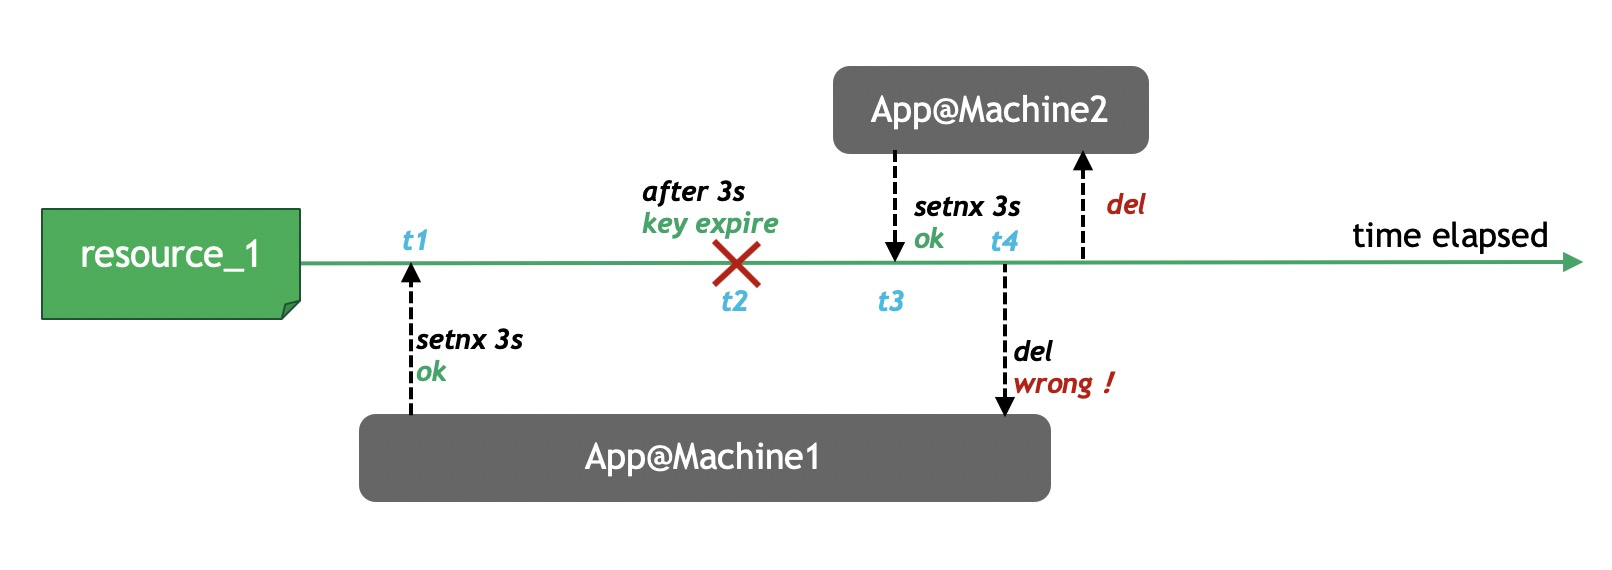 App@Machine2
after 3s
key expire
setnx 3s
ok
del
resource_1
t1
t4
time elapsed
t2
t3
setnx 3s
ok
del
wrong !
App@Machine1